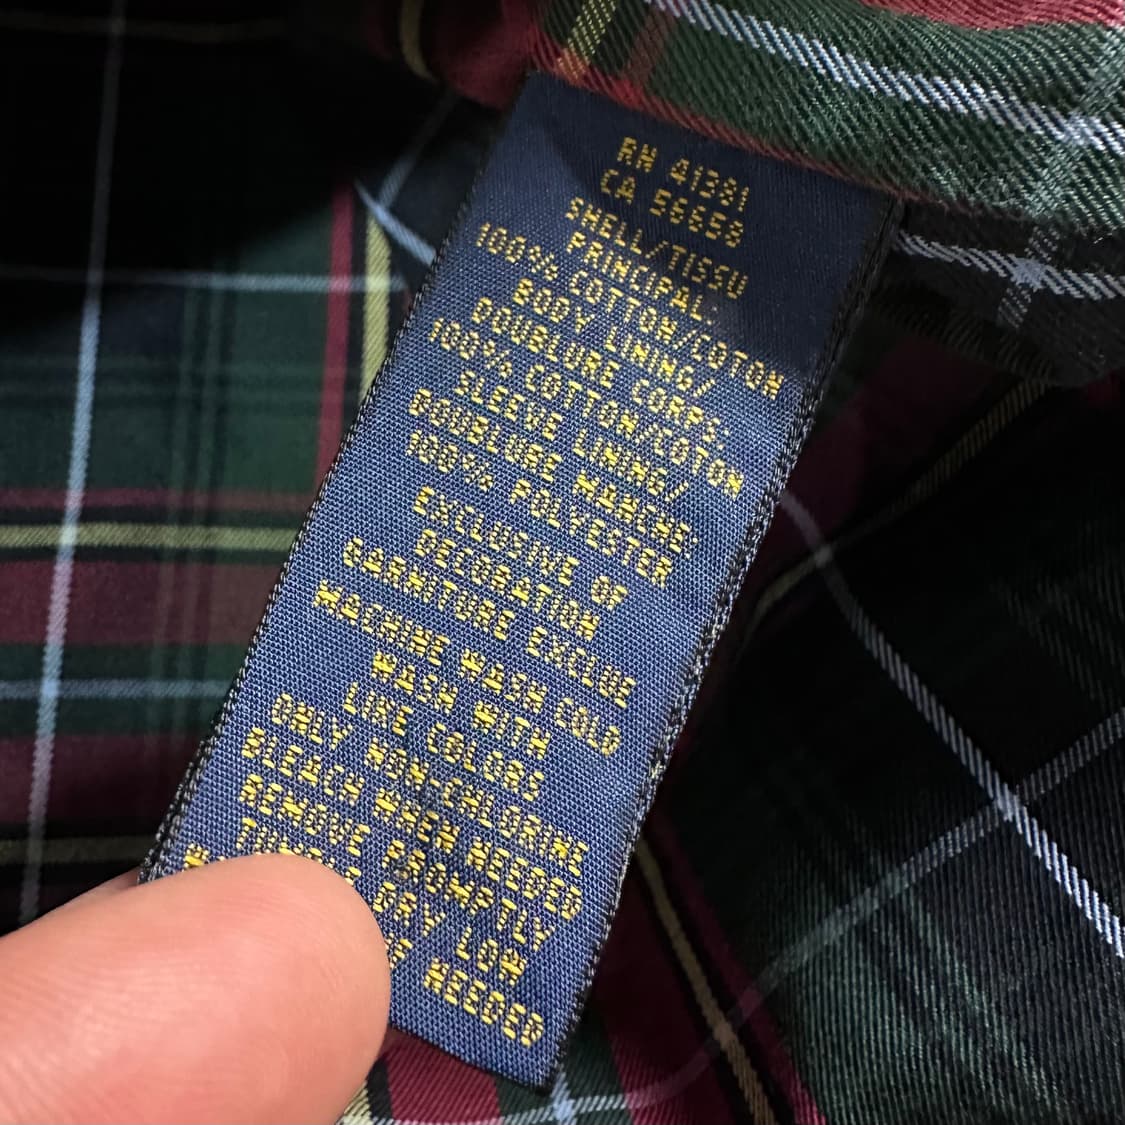 RN 41381
CA 56658
SHELL/TISSU
PRINCIPAL:
100% COTTON/COTON
BODY LINING/
DOUBLURE CORPS:
100% COTTON/COTON
SLEEVE LINING/
DOUBLURE MANCHE:
100% POLYESTER
EXCLUSIVE OF
DECORATION
GARNITURE EXCLUE
MACHINE WASH COLD
WASH WITH
LIKE COLORS
ONLY NON-CHLORINE
BLEACH WHEN NEEDED
REMOVE PROMPTLY
DRY LOW
NEEDED